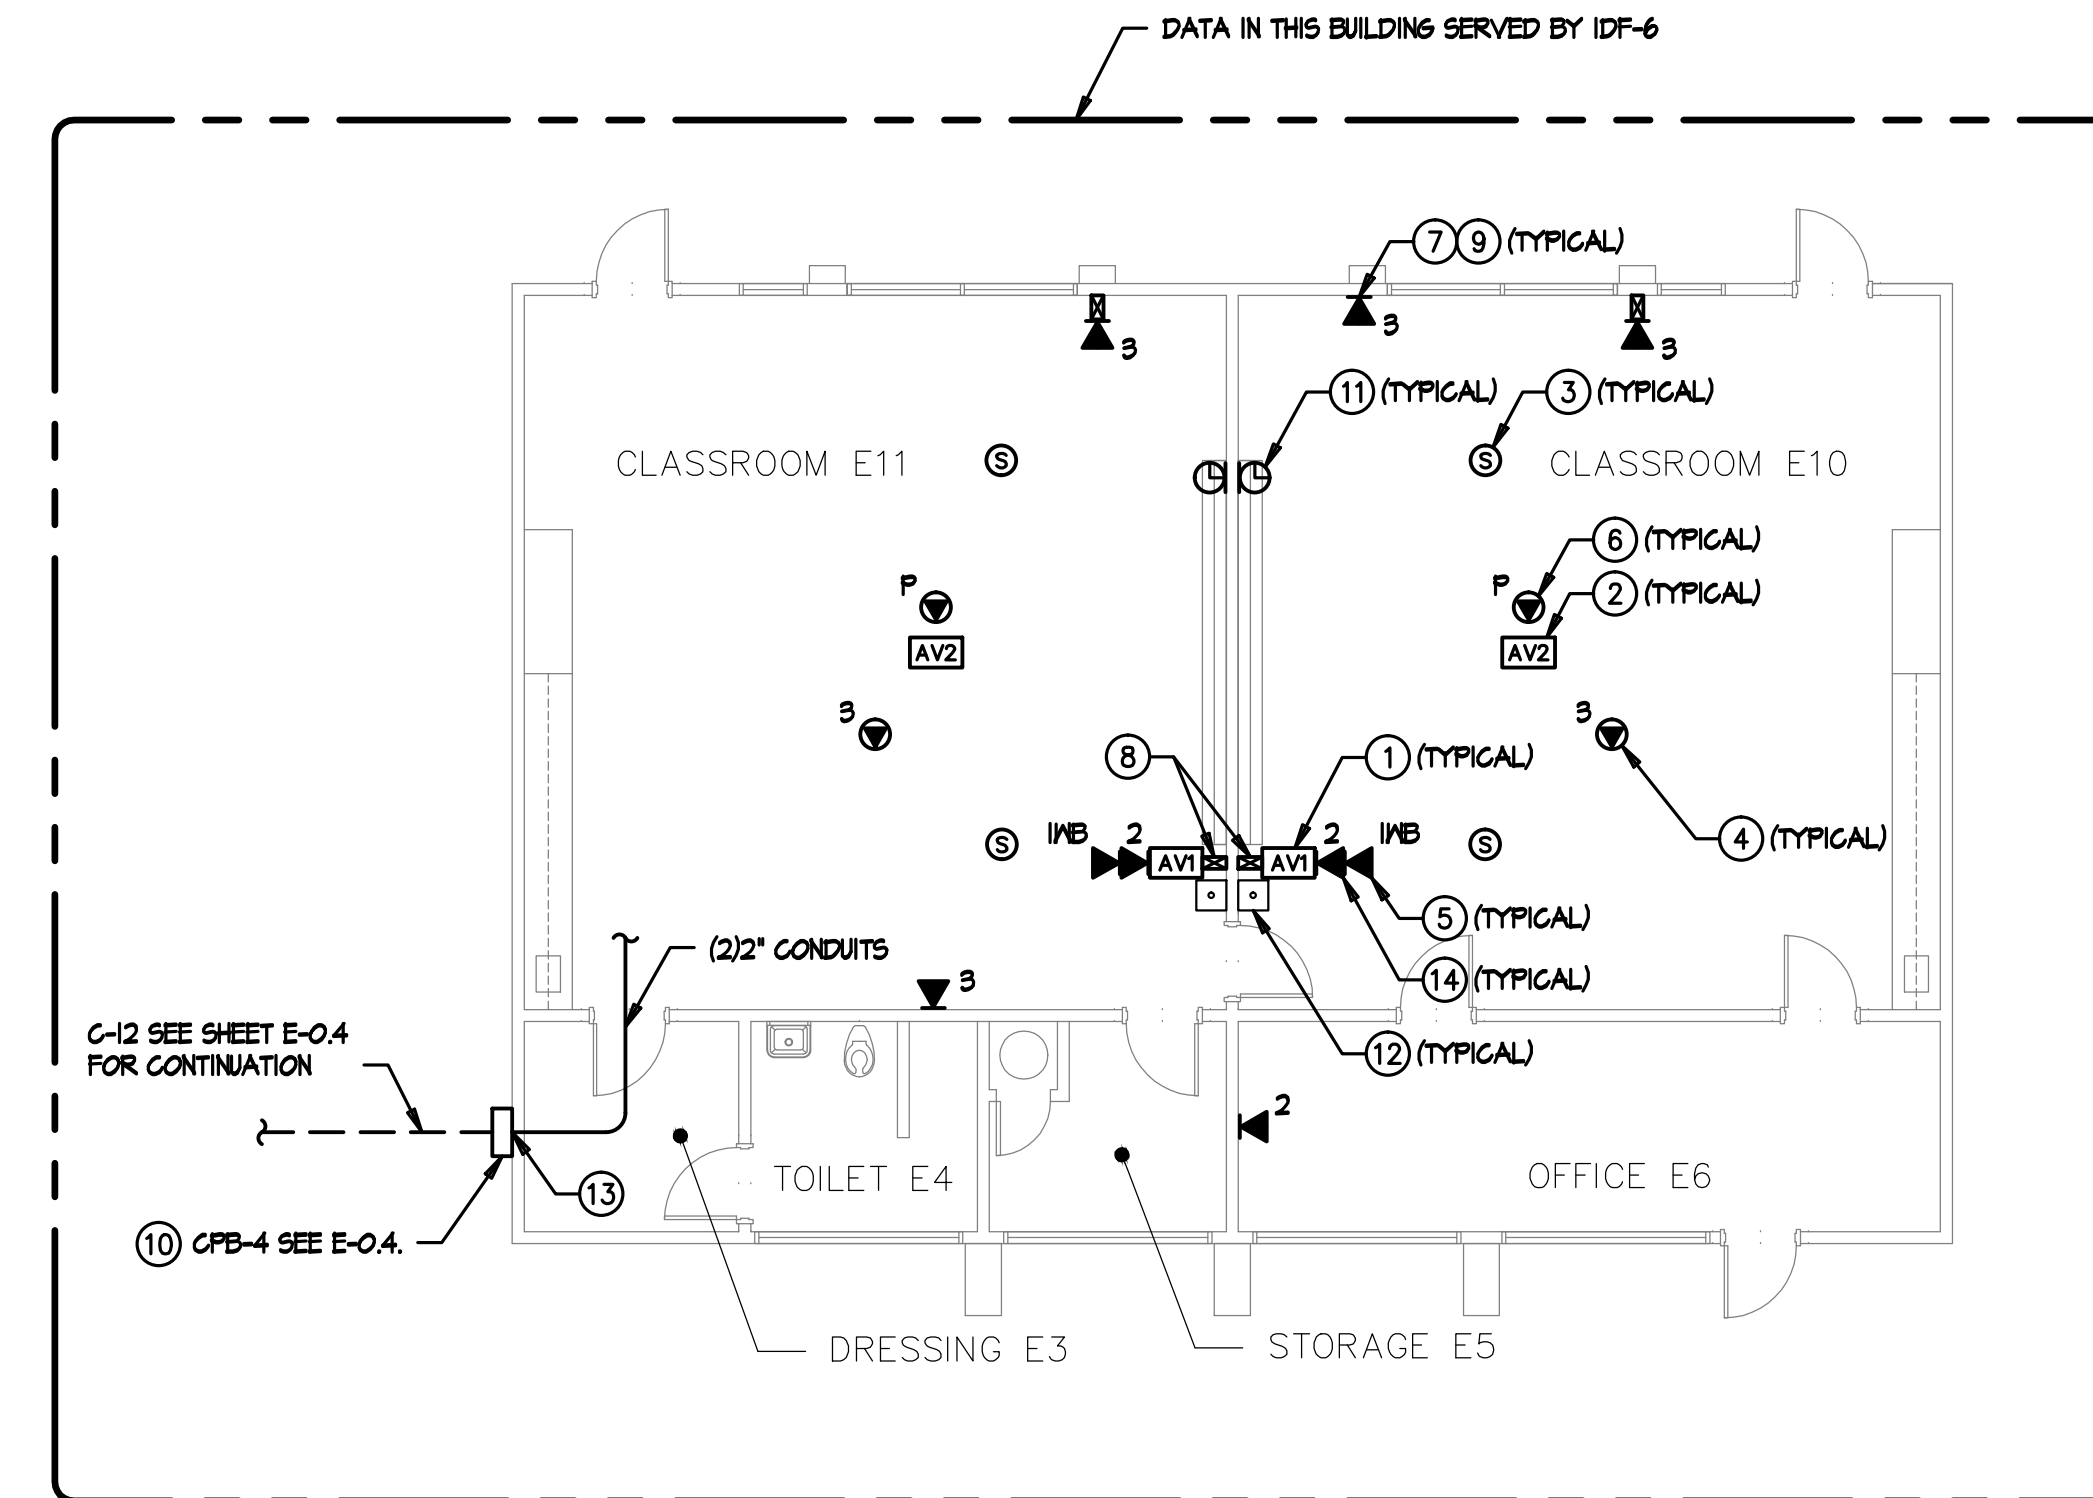 DATA IN THIS BUILDING SERVED BY IDF-6
7 9 (TYPICAL)
3
3
3
11 (TYPICAL)
3 (TYPICAL)
CLASSROOM E11
S
S
CLASSROOM E10
6 (TYPICAL)
P
P
2 (TYPICAL)
AV2
AV2
3
3
8
1 (TYPICAL)
4 (TYPICAL)
S
IWB 2
AV1
AV1
2 IWB
S
5 (TYPICAL)
(2)2" CONDUITS
3
14 (TYPICAL)
C-12 SEE SHEET E-0.4
FOR CONTINUATION
12 (TYPICAL)
2
TOILET E4
OFFICE E6
13
10 CPB-4 SEE E-0.4.
DRESSING E3
STORAGE E5